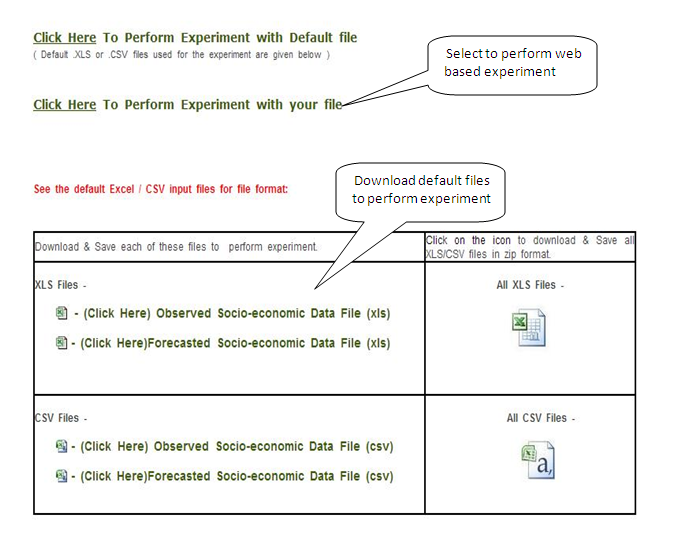 Click Here To Perform Experiment with Default file
( Default .XLS or .CSV files used for the experiment are given below )
Select to perform web
based experiment
Click Here To Perform Experiment with your file
See the default Excel / CSV input files for file format:
Download default files
to perform experiment
Download & Save each of these files to perform experiment.
Click on the icon to download & Save all
XLS/CSV files in zip format.
XLS Files -
- (Click Here) Observed Socio-economic Data File (xls)
- (Click Here)Forecasted Socio-economic Data File (xls)
All XLS Files -
CSV Files -
- (Click Here) Observed Socio-economic Data File (csv)
- (Click Here)Forecasted Socio-economic Data File (csv)
All CSV Files -
a,